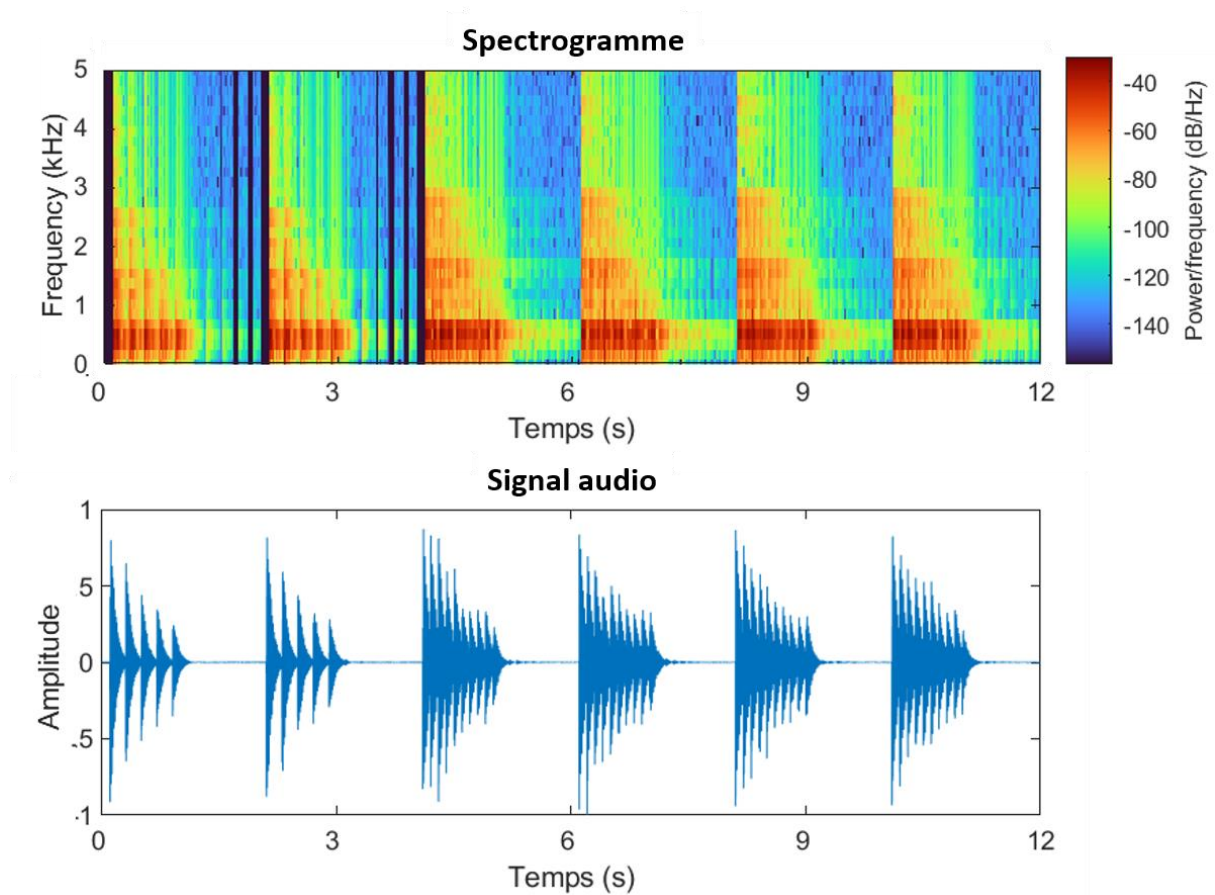 Spectrogramme
5
4
3
2
1
0
Frequency (kHz)
0 3 6 9 12
Temps (s)
-40
-60
-80
-100
-120
-140
Power/frequency (dB/Hz)
Signal audio
1
5
0
-.5
-1
Amplitude
0 3 6 9 12
Temps (s)